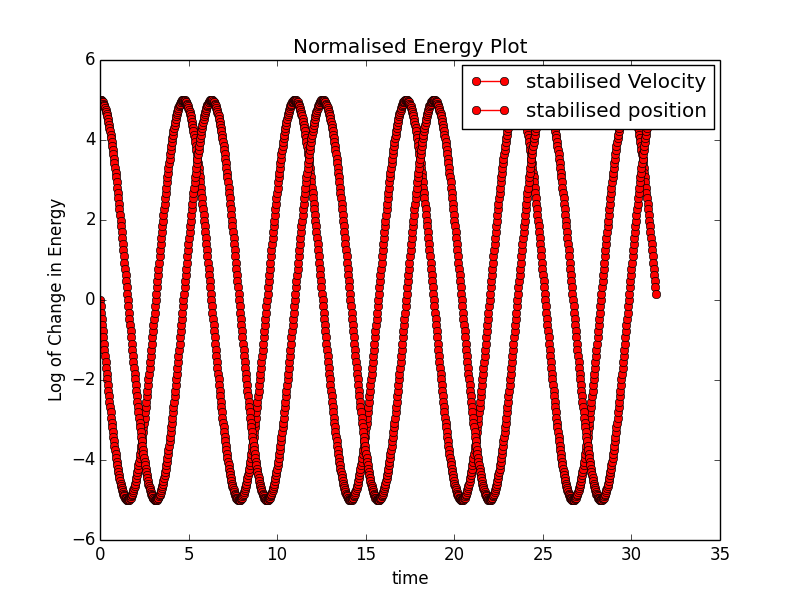 Normalised Energy Plot
stabilised Velocity
stabilised position
Log of Change in Energy
6
4
2
0
−2
−4
−6
0 5 10 15 20 25 30 35
time